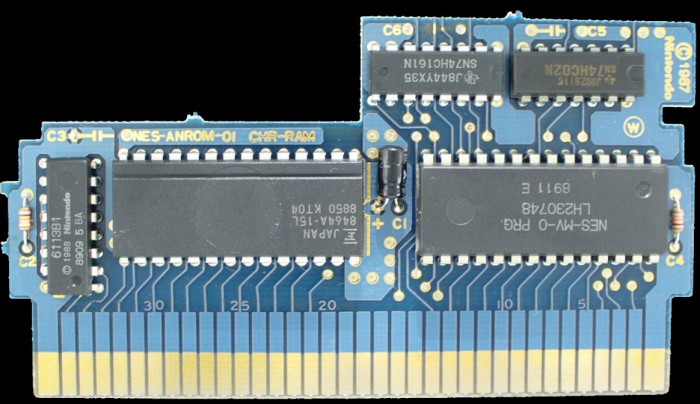 C6
C5
© 1987
Nintendo
J844YX35
SN74HC161N
SN74HC02N
W
C3
©NES-ANROM-01 CHR-RAM
6113B1
© 1988 Nintendo
8909 5 BA
JAPAN
8464A-15L
8850 KT04
+ C1
NES-MV-0 PRG
LH230748
8911 E
C2
C4
30
25
20
10
5